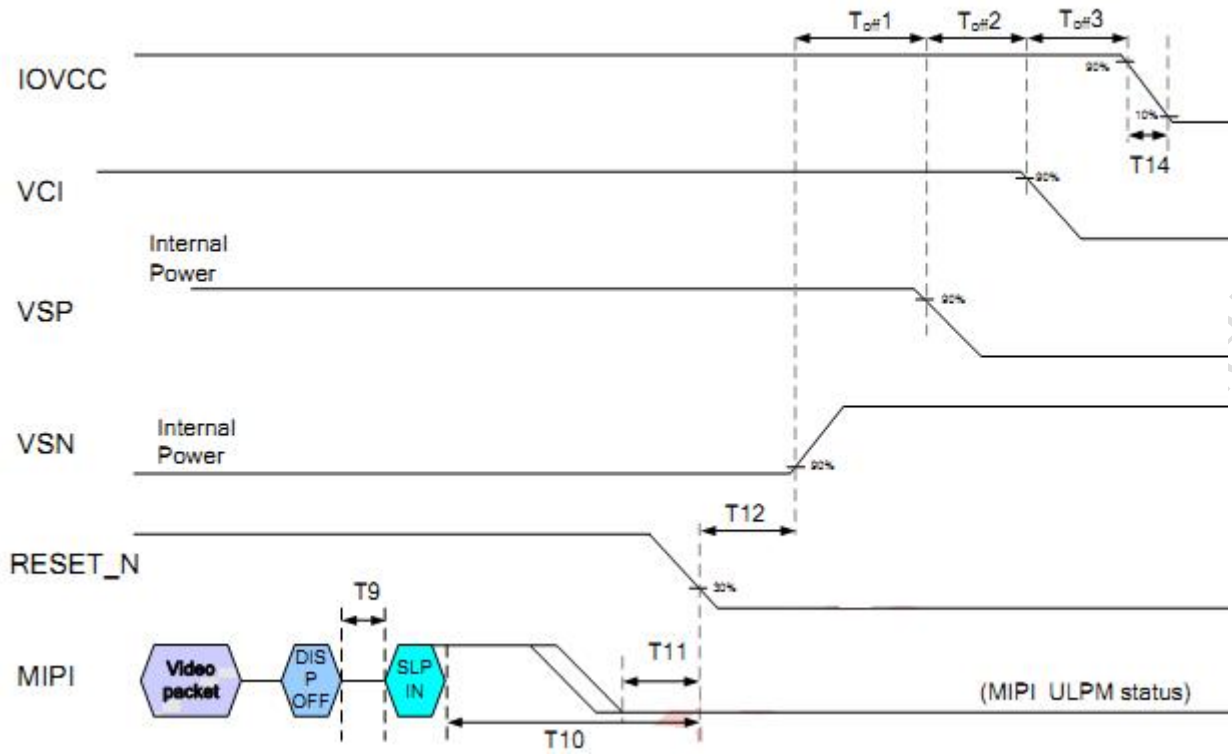 Toff1
Toff2
Toff3
IOVCC
90%
10%
T14
VCI
90%
Internal
Power
VSP
90%
VSN
Internal
Power
90%
T12
RESET_N
30%
T9
MIPI
Video
packet
DIS
P
OFF
SLP
IN
T11
(MIPI ULPM status)
T10